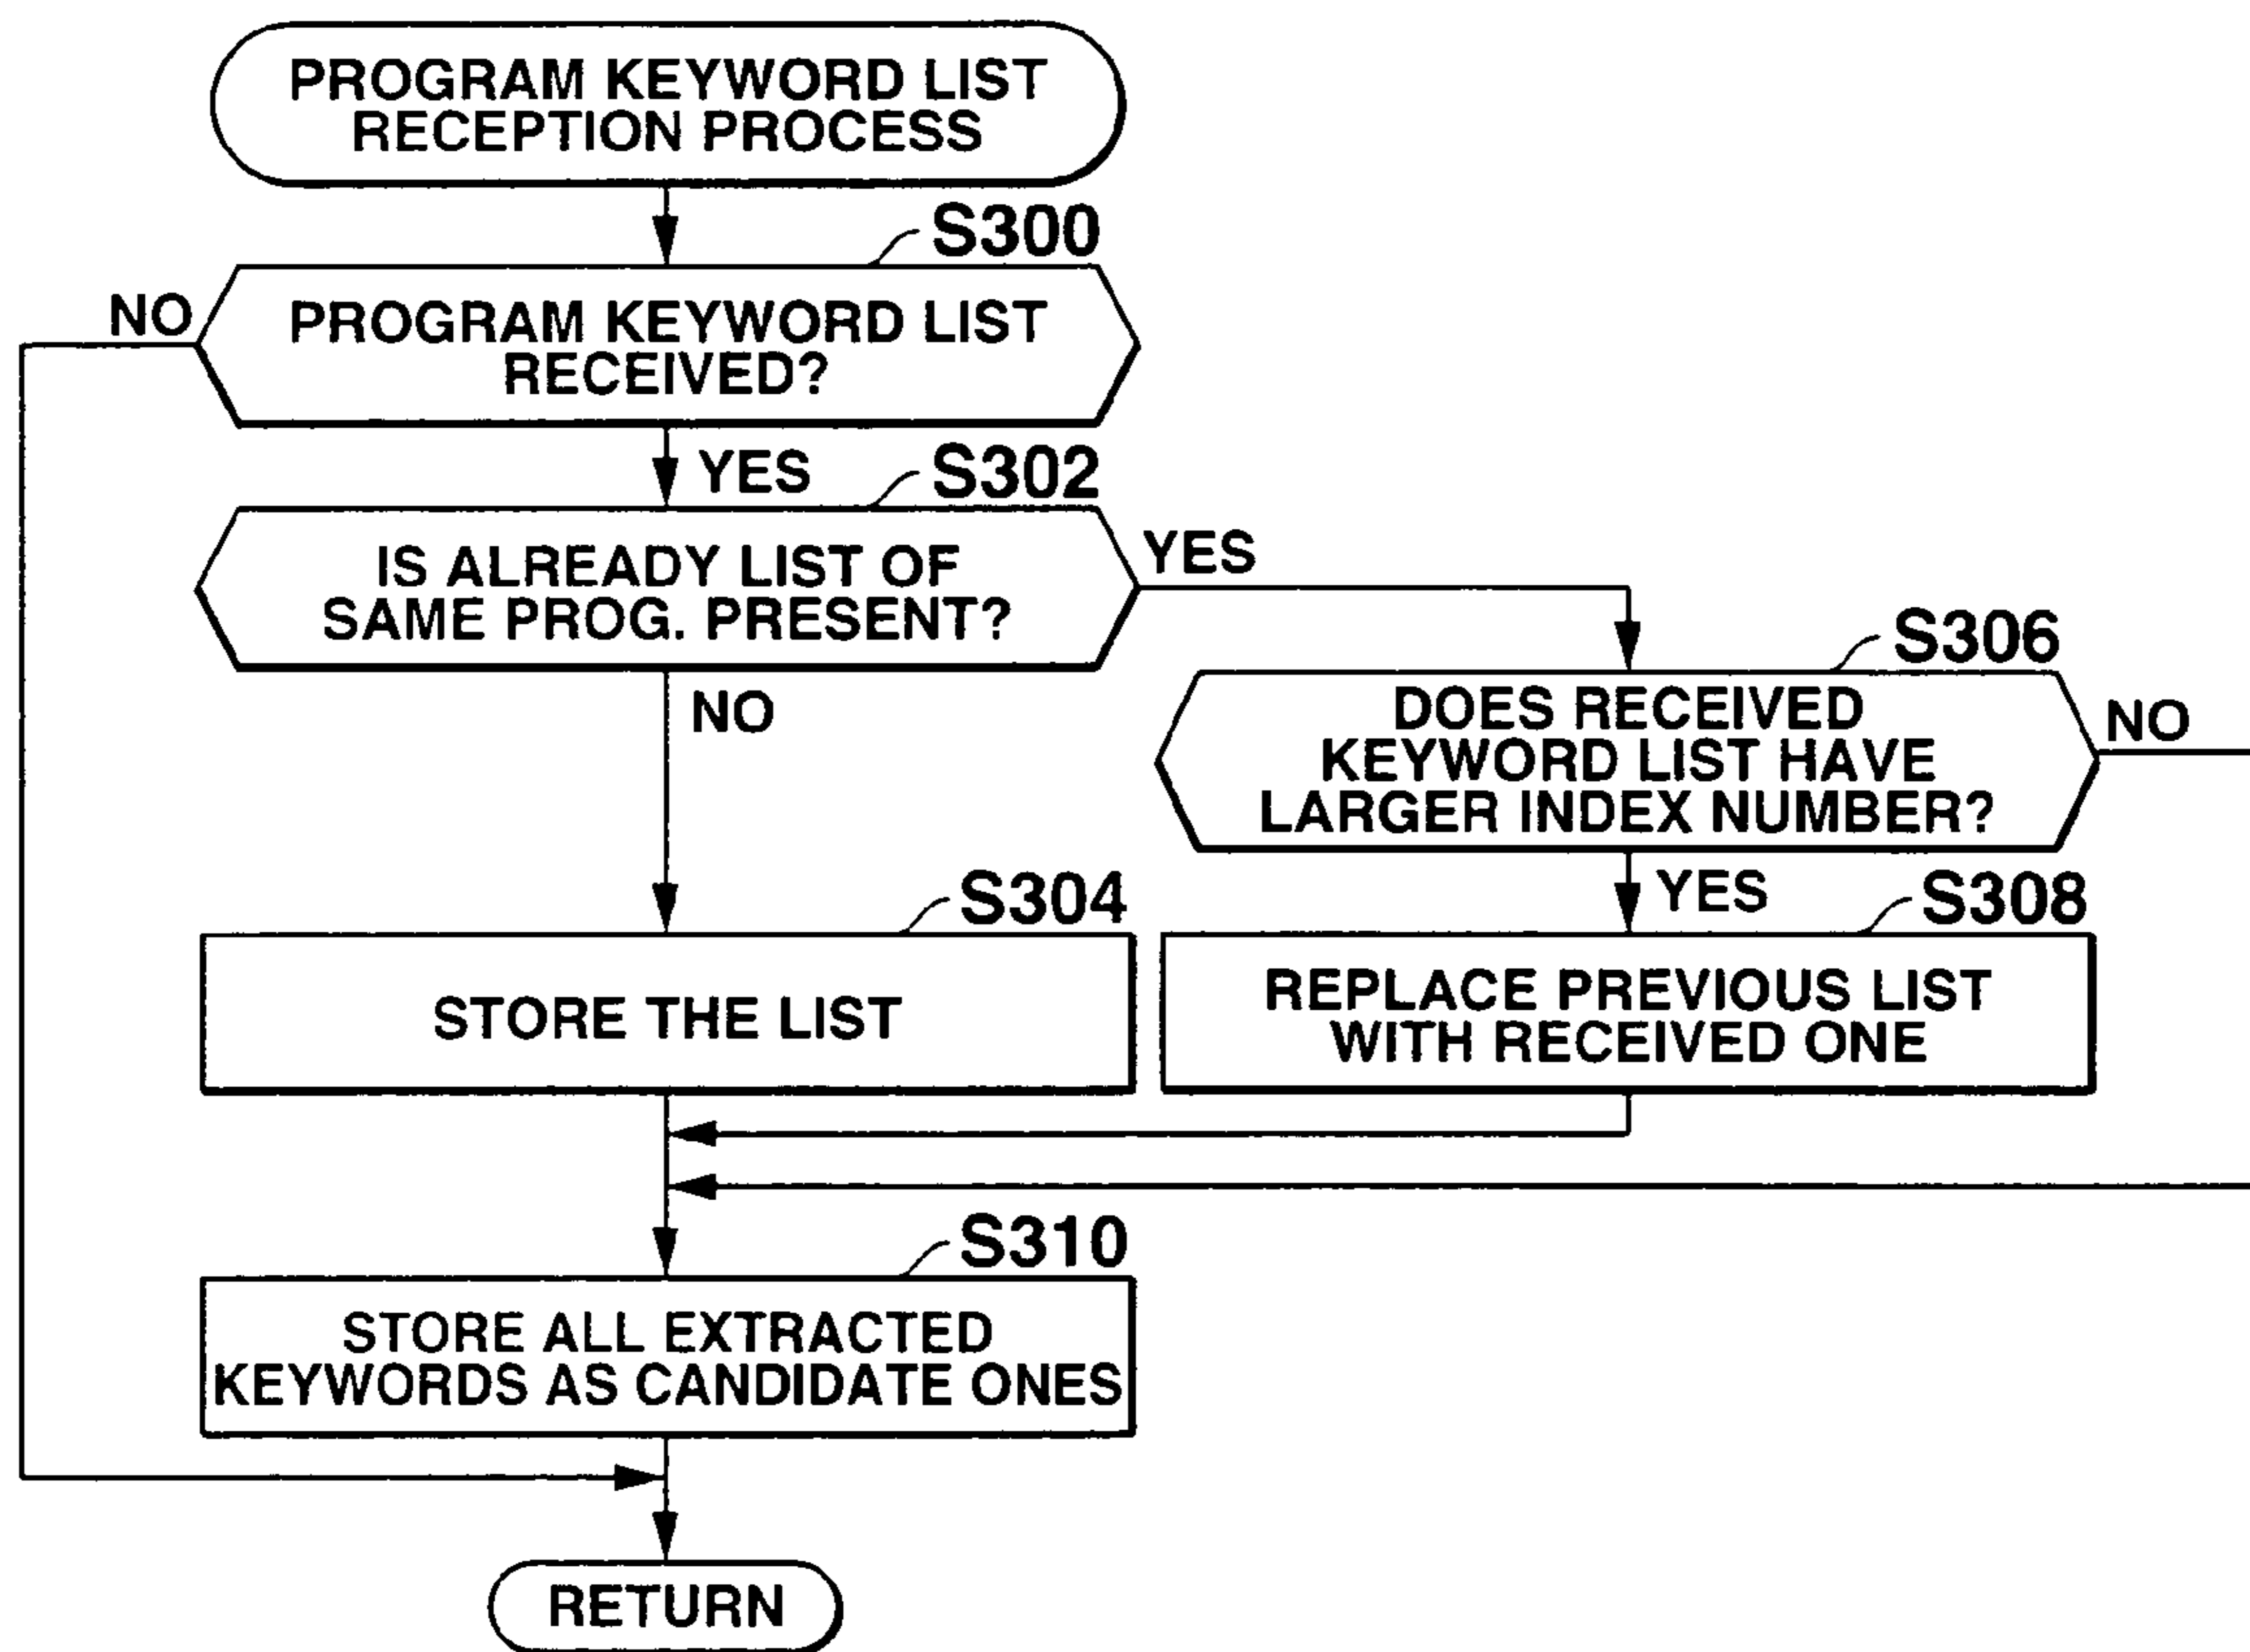 PROGRAM KEYWORD LIST
RECEPTION PROCESS
S300
NO
PROGRAM KEYWORD LIST
RECEIVED?
YES
S302
IS ALREADY LIST OF
SAME PROG. PRESENT?
YES
NO
S306
DOES RECEIVED
KEYWORD LIST HAVE
LARGER INDEX NUMBER?
NO
YES
S304
STORE THE LIST
S308
REPLACE PREVIOUS LIST
WITH RECEIVED ONE
S310
STORE ALL EXTRACTED
KEYWORDS AS CANDIDATE ONES
RETURN